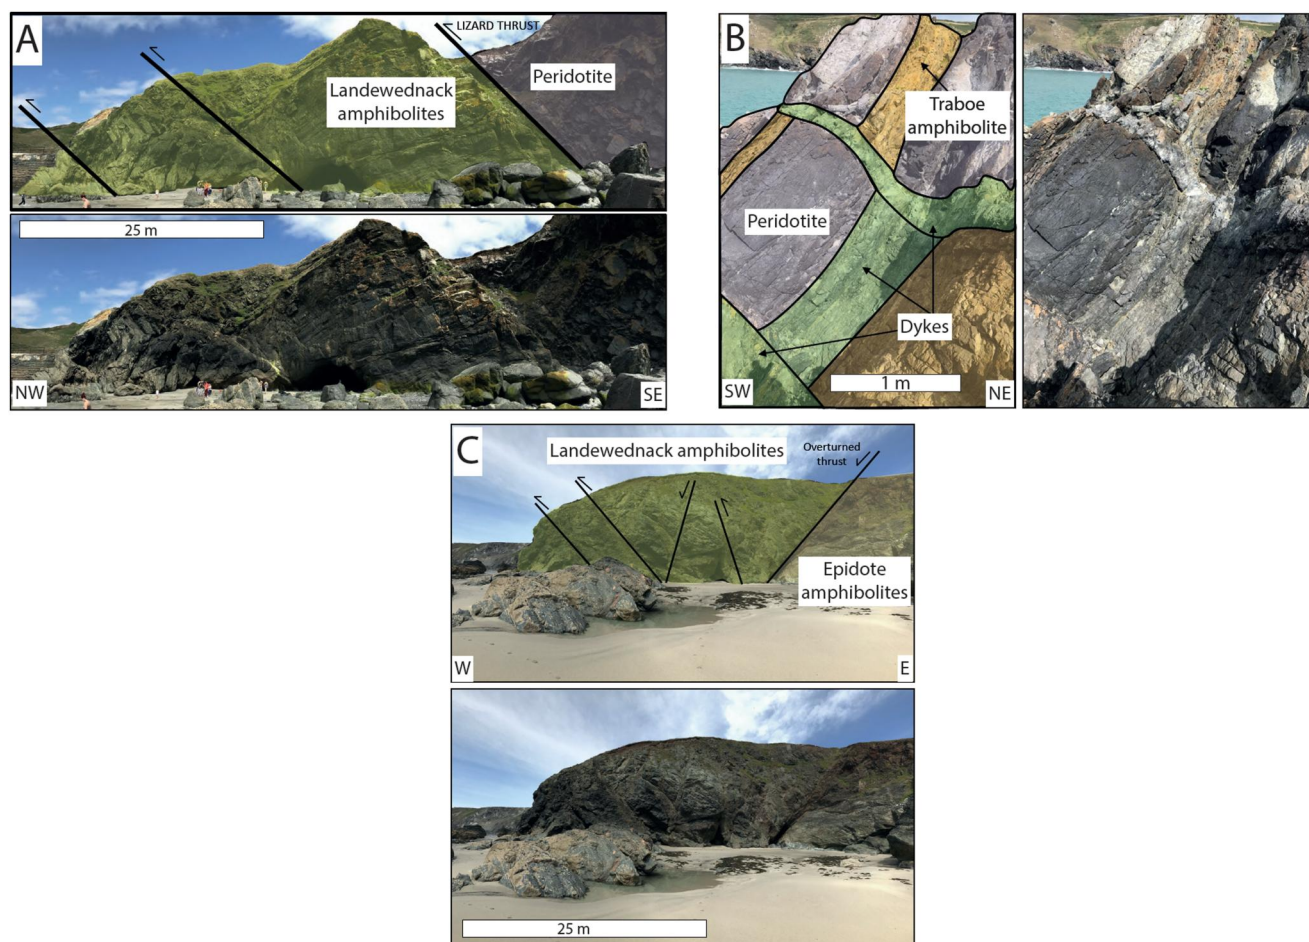 A
LIZARD THRUST
Landewednack
amphibolites
Peridotite
25 m
NW
SE
B
Traboe
amphibolite
Peridotite
Dykes
1 m
SW
NE
C
Landewednack amphibolites
Overturned
thrust
Epidote
amphibolites
W
E
25 m